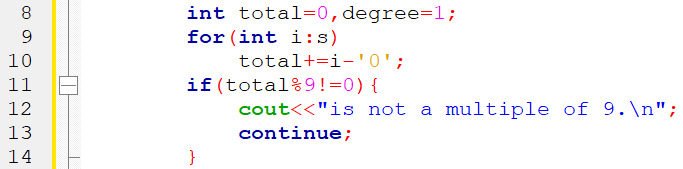 8 int total=0,degree=1;
9 for(int i:s)
10 total+=i-'0';
11 if(total%9!=0){
12 cout<<"is not a multiple of 9.\n";
13 continue;
14 }